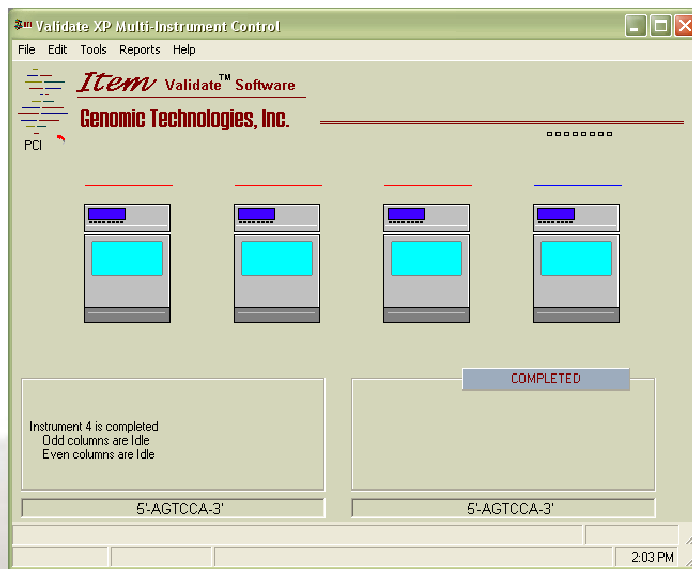 Validate XP Multi-Instrument Control
File Edit Tools Reports Help
Item Validate™ Software
Genomic Technologies, Inc.
PCI
COMPLETED
Instrument 4 is completed
Odd columns are Idle
Even columns are Idle
5'-AGTCCA-3'
5'-AGTCCA-3'
2:03 PM